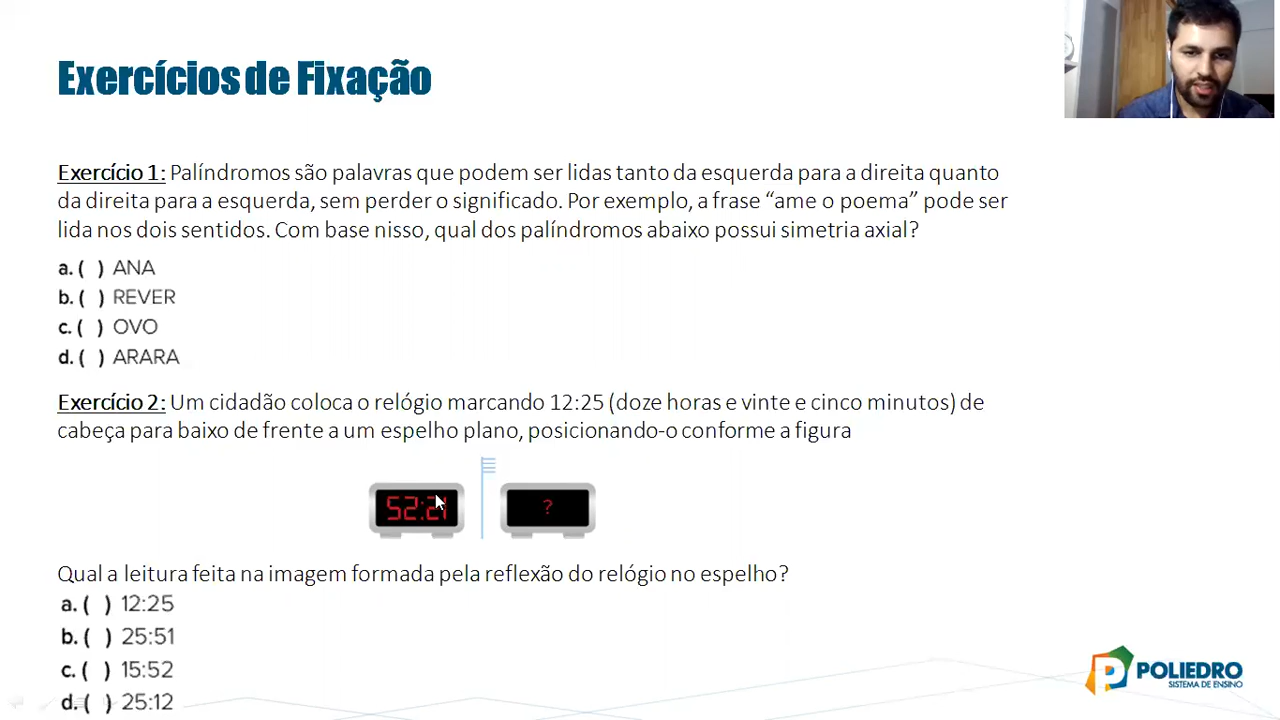 Exercícios de Fixação
Exercício 1: Palíndromos são palavras que podem ser lidas tanto da esquerda para a direita quanto
da direita para a esquerda, sem perder o significado. Por exemplo, a frase “ame o poema” pode ser
lida nos dois sentidos. Com base nisso, qual dos palíndromos abaixo possui simetria axial?
a. ( ) ANA
b. ( ) REVER
c. ( ) OVO
d. ( ) ARARA
Exercício 2: Um cidadão coloca o relógio marcando 12:25 (doze horas e vinte e cinco minutos) de
cabeça para baixo de frente a um espelho plano, posicionando-o conforme a figura
52:21
?
Qual a leitura feita na imagem formada pela reflexão do relógio no espelho?
a. ( ) 12:25
b. ( ) 25:51
c. ( ) 15:52
d. ( ) 25:12
POLIEDRO
SISTEMA DE ENSINO